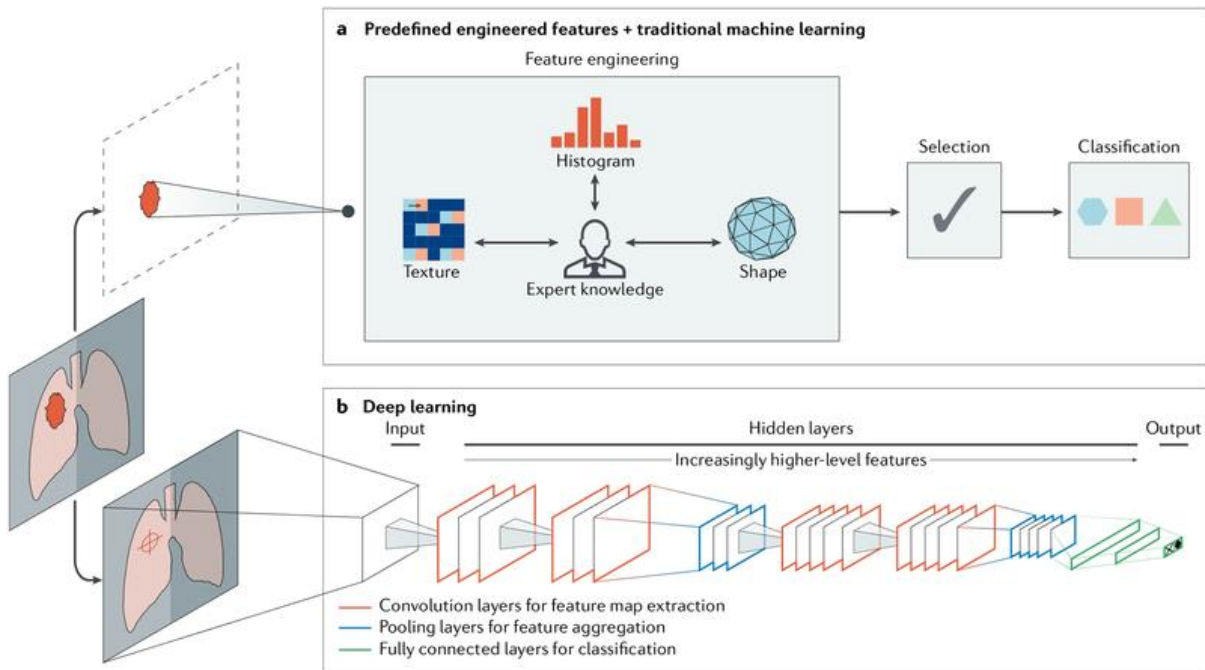 a Predefined engineered features + traditional machine learning
Feature engineering
Histogram
Texture
Expert knowledge
Shape
Selection
Classification
b Deep learning
Input
Hidden layers
Output
Increasingly higher-level features
Convolution layers for feature map extraction
Pooling layers for feature aggregation
Fully connected layers for classification